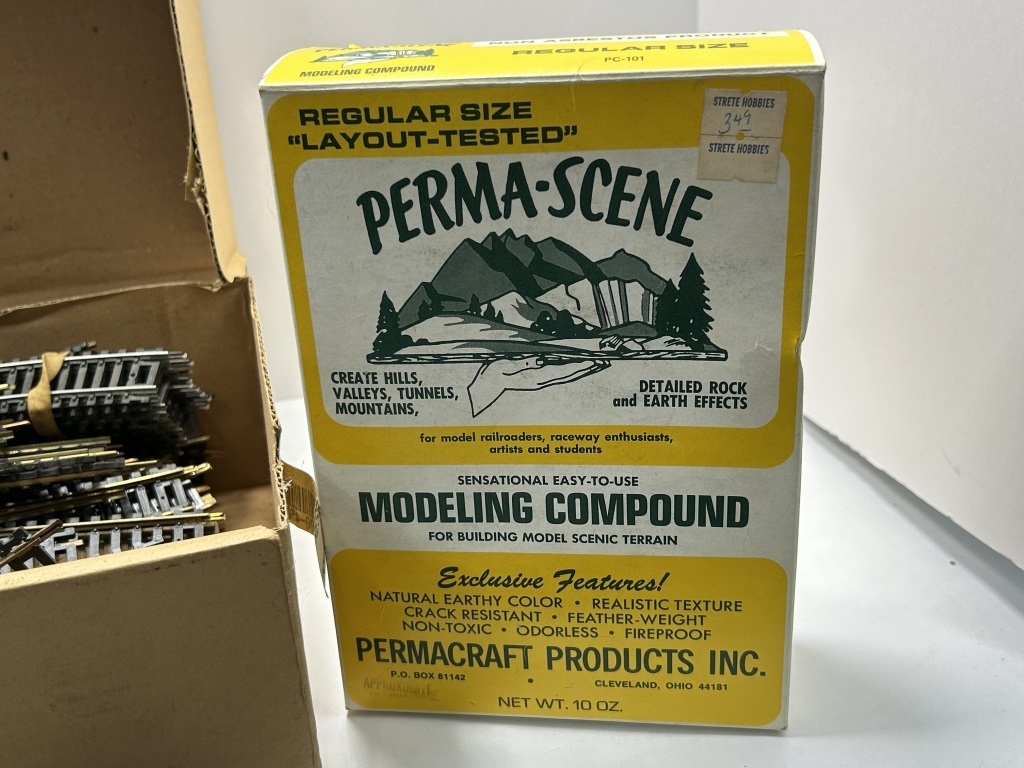 NON ASBESTOS PRODUCT
REGULAR SIZE
PC-101
MODELING COMPOUND
REGULAR SIZE
"LAYOUT-TESTED"
STRETE HOBBIES
349
STRETE HOBBIES
PERMA-SCENE
CREATE HILLS,
VALLEYS, TUNNELS,
MOUNTAINS,
DETAILED ROCK
and EARTH EFFECTS
for model railroaders, raceway enthusiasts,
artists and students
SENSATIONAL EASY-TO-USE
MODELING COMPOUND
FOR BUILDING MODEL SCENIC TERRAIN
Exclusive Features!
NATURAL EARTHY COLOR • REALISTIC TEXTURE
CRACK RESISTANT • FEATHER-WEIGHT
NON-TOXIC • ODORLESS • FIREPROOF
PERMACRAFT PRODUCTS INC.
P.O. BOX 81142 • CLEVELAND, OHIO 44181
NET WT. 10 OZ.